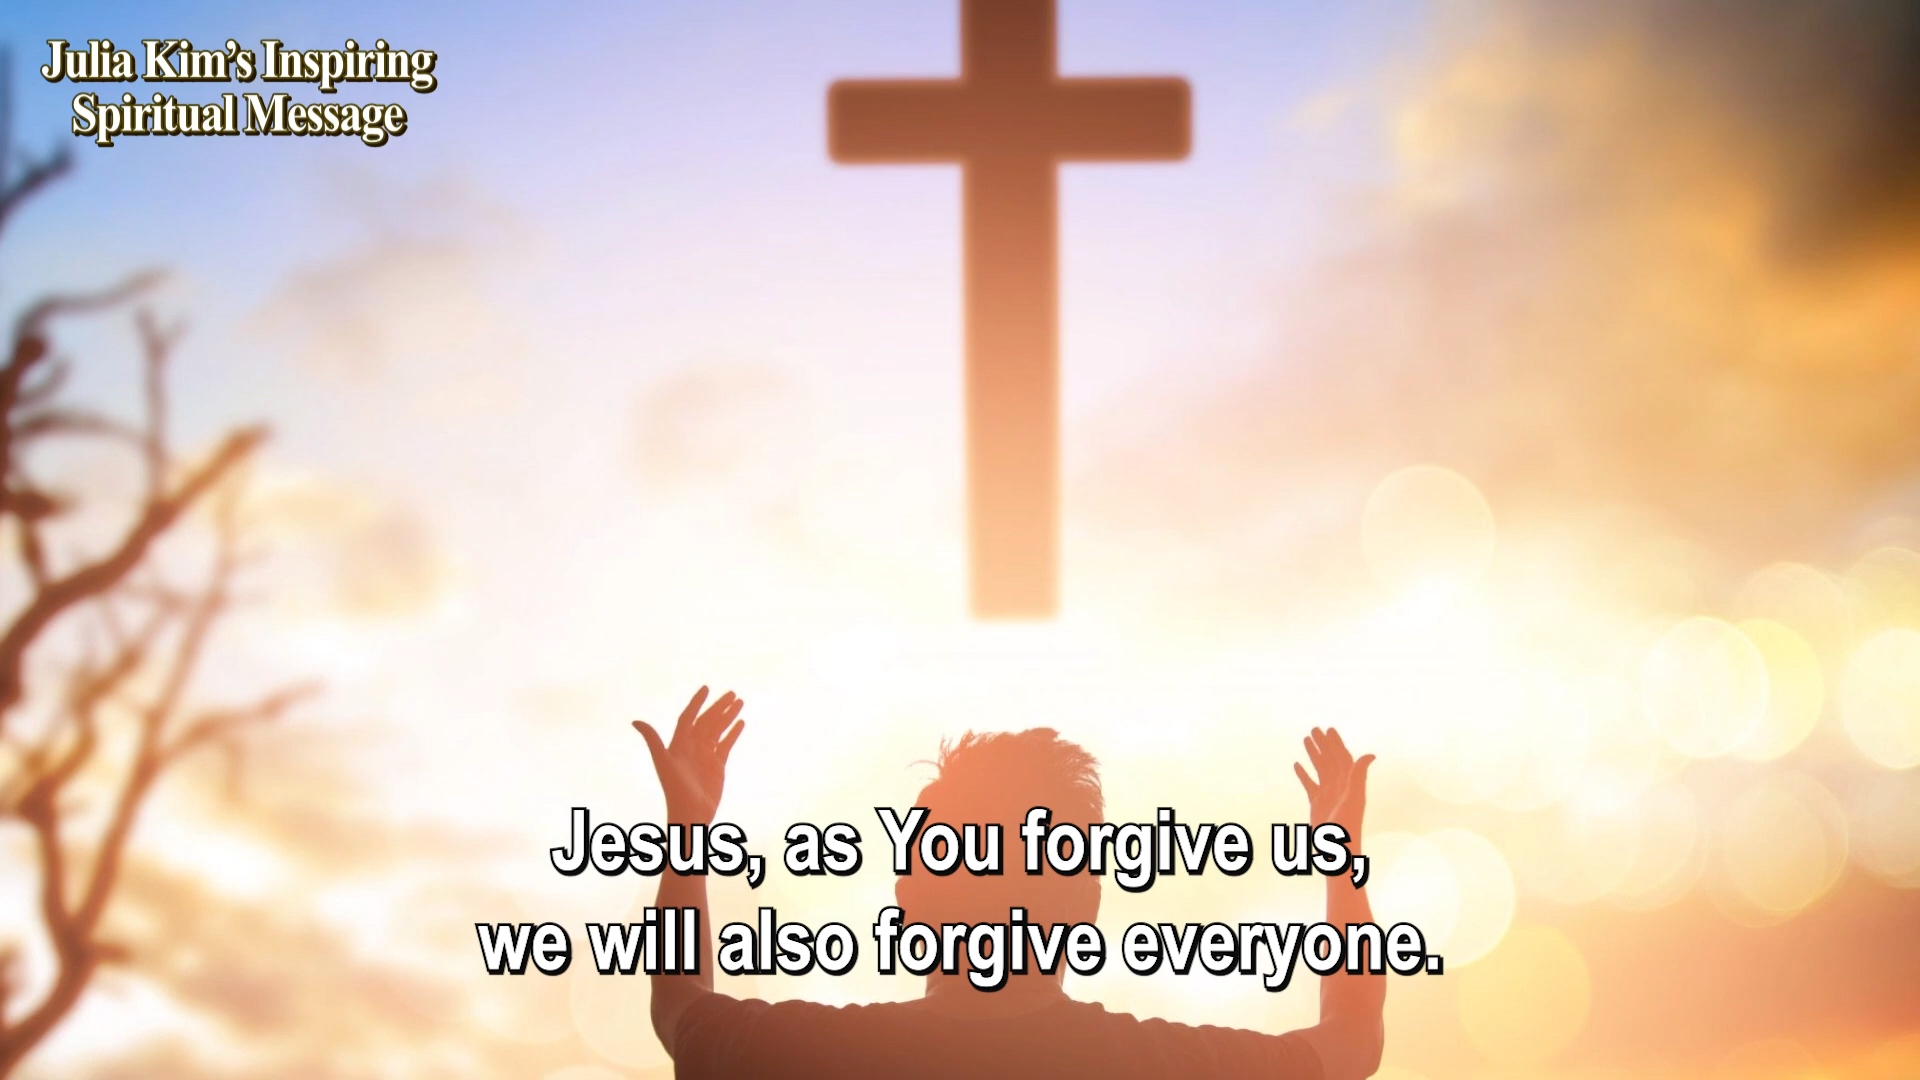 Julia Kim’s Inspiring
Spiritual Message
Jesus, as You forgive us,
we will also forgive everyone.